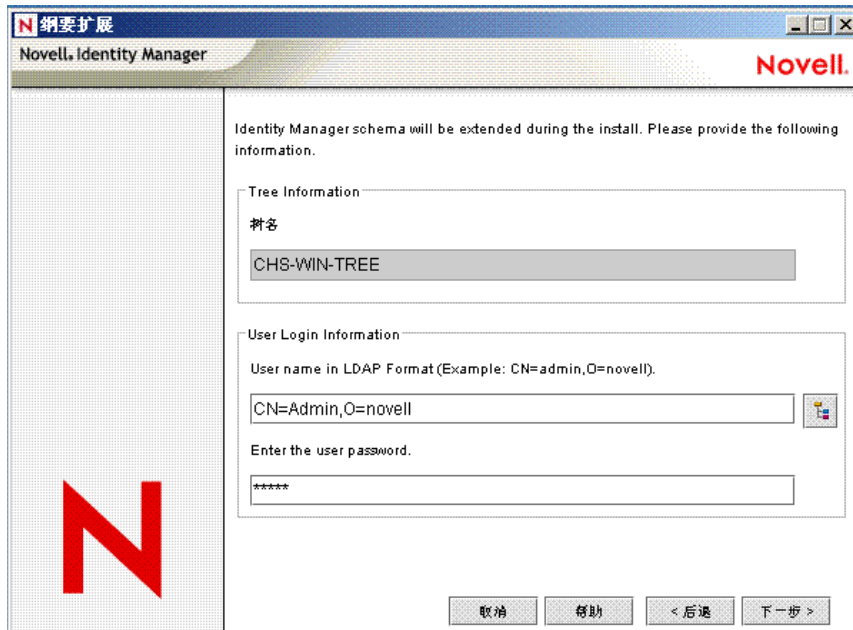 纲要扩展
Novell. Identity Manager
Novell.
Identity Manager schema will be extended during the install. Please provide the following
information.
Tree Information
树名
CHS-WIN-TREE
User Login Information
User name in LDAP Format (Example: CN=admin,O=novell).
CN=Admin,O=novell
Enter the user password.
*****
取消
帮助
< 后退
下一步 >